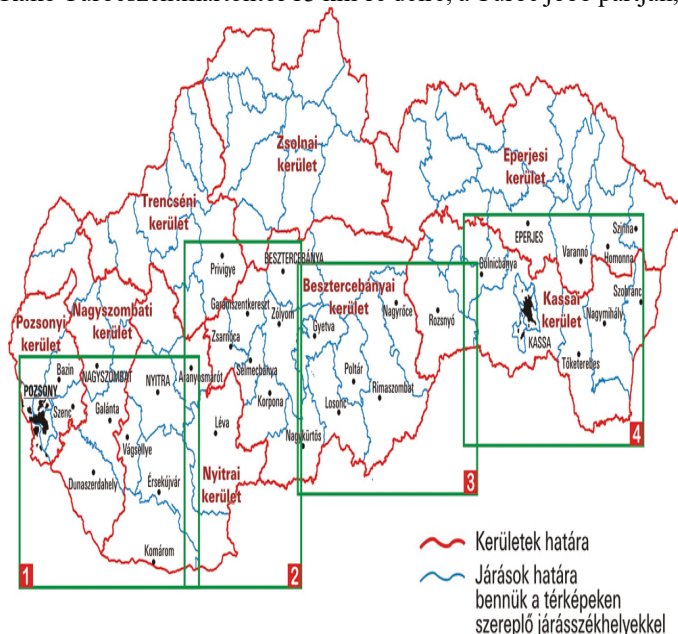 Zsolnai
kerület
Eperjesi
kerület
Trencséni
kerület
EPERJES
Szinna
Varannó
Homonna
Privigye
BESZTERCEBÁNYA
Gölnicbánya
Besztercebányai
kerület
Kassai
kerület
Szobránc
Nagyszombati
kerület
Pozsonyi
kerület
Garamszentkereszt
Zólyom
Nagyrőce
Rozsnyó
Nagymihály
Gyetva
Zsarnóca
KASSA
Selmecbánya
Tőketerebes
Bazin
NAGYSZOMBAT
NYITRA
Aranyosmarót
Poltár
Rimaszombat
POZSONY
Szenc
Galánta
Korpona
Losonc
Léva
Vágsellye
Nagykürtös
4
Dunaszerdahely
Érsekújvár
Nyitrai
kerület
3
Komárom
1
2
Kerületek határa
Járások határa
bennük a térképeken
szereplő járásszékhelyekkel